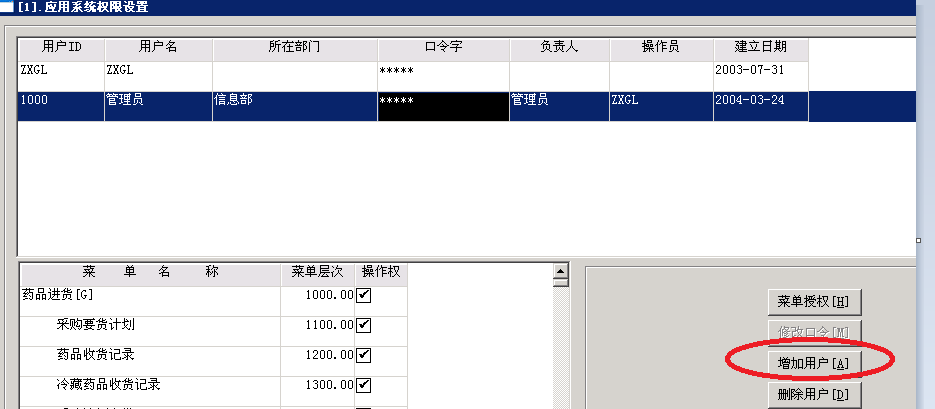 [1].应用系统权限设置
用户ID 用户名 所在部门 口令字 负责人 操作员 建立日期
ZXGL ZXGL ***** 2003-07-31
1000 管理员 信息部 ***** 管理员 ZXGL 2004-03-24
菜 单 名 称 菜单层次 操作权
药品进货[G] 1000.00
采购要货计划 1100.00
药品收货记录 1200.00
冷藏药品收货记录 1300.00
菜单授权[H]
修改口令[M]
增加用户[A]
删除用户[D]